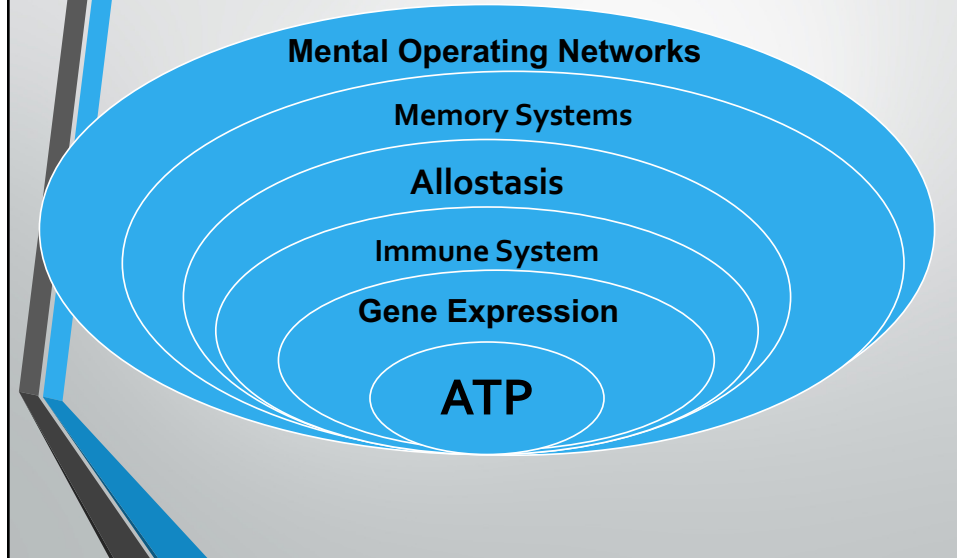 Mental Operating Networks
Memory Systems
Allostasis
Immune System
Gene Expression
ATP